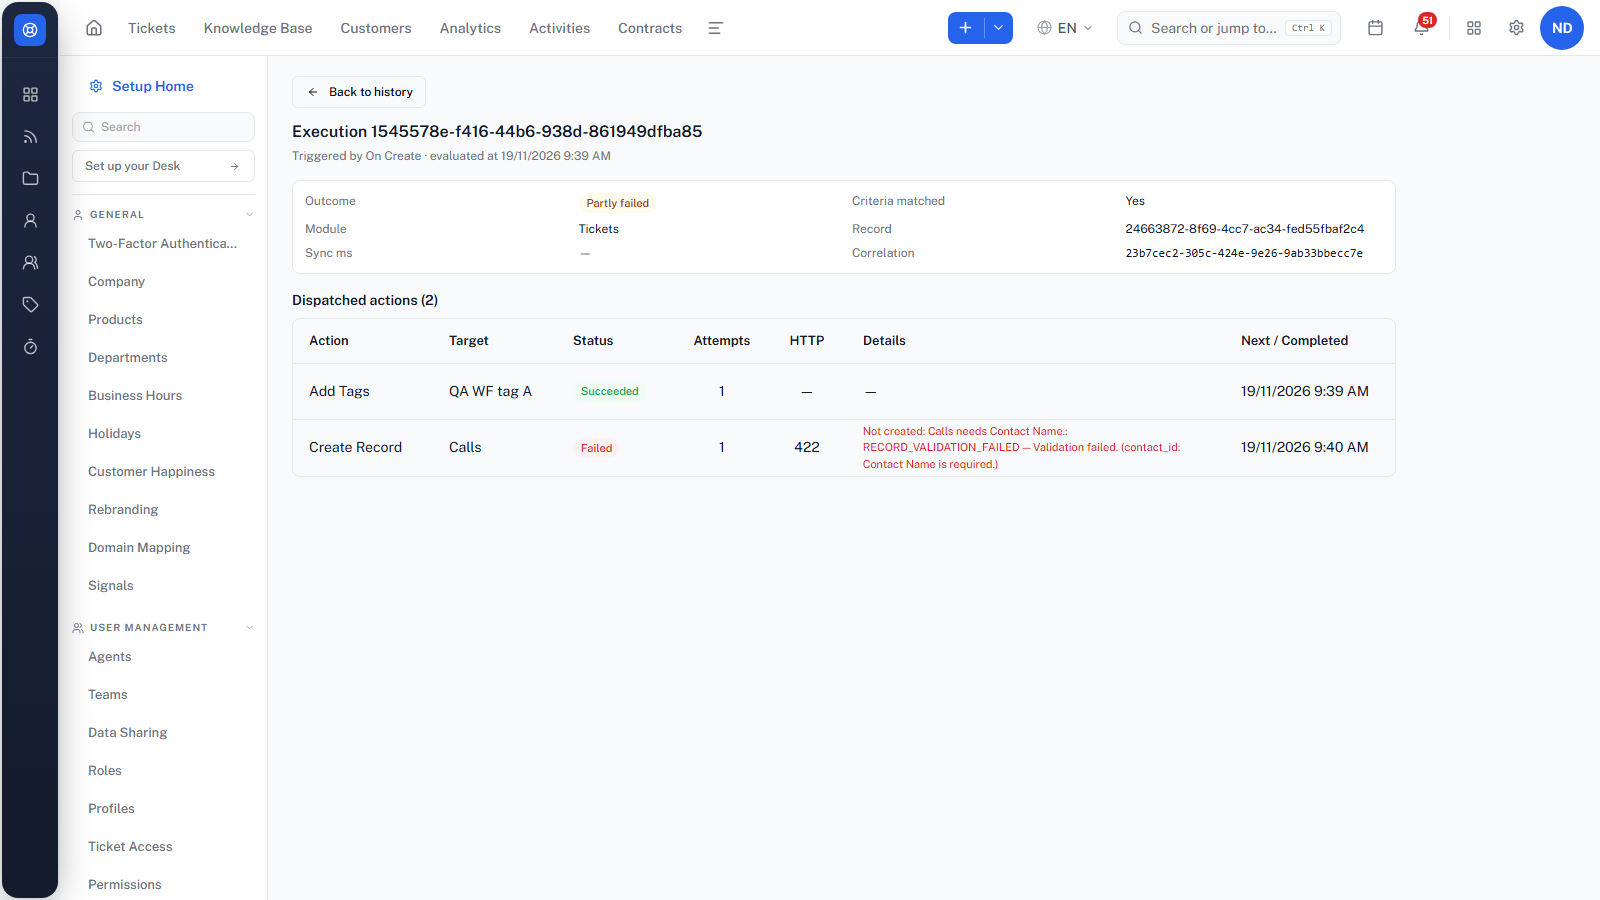 Tickets
Knowledge Base
Customers
Analytics
Activities
Contracts
EN
Search or jump to...
Ctrl K
51
ND
Setup Home
Search
Set up your Desk
GENERAL
Two-Factor Authentica...
Company
Products
Departments
Business Hours
Holidays
Customer Happiness
Rebranding
Domain Mapping
Signals
USER MANAGEMENT
Agents
Teams
Data Sharing
Roles
Profiles
Ticket Access
Permissions
Back to history
Execution 1545578e-f416-44b6-938d-861949dfba85
Triggered by On Create · evaluated at 19/11/2026 9:39 AM
Outcome Partly failed Criteria matched Yes
Module Tickets Record 24663872-8f69-4cc7-ac34-fed55fbaf2c4
Sync ms — Correlation 23b7cec2-305c-424e-9e26-9ab33bbecc7e
Dispatched actions (2)
Action Target Status Attempts HTTP Details Next / Completed
Add Tags QA WF tag A Succeeded 1 — — 19/11/2026 9:39 AM
Create Record Calls Failed 1 422 Not created: Calls needs Contact Name.:
RECORD_VALIDATION_FAILED — Validation failed. (contact_id:
Contact Name is required.)
19/11/2026 9:40 AM